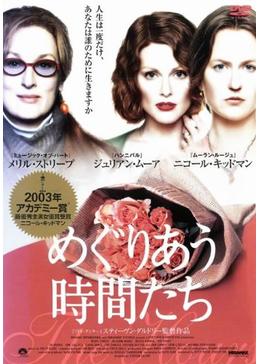 人生は一度だけ、
あなたは誰のために生きますか
「ミュージック・オブ・ハート」
メリル・ストリープ
「ハンニバル」
ジュリアン・ムーア
「ムーラン・ルージュ」
ニコール・キッドマン
2003年
アカデミー賞
最優秀主演女優賞受賞
ニコール・キッドマン
めぐりあう
時間たち
スティーヴン・ダルドリー監督作品
MIRAMAX